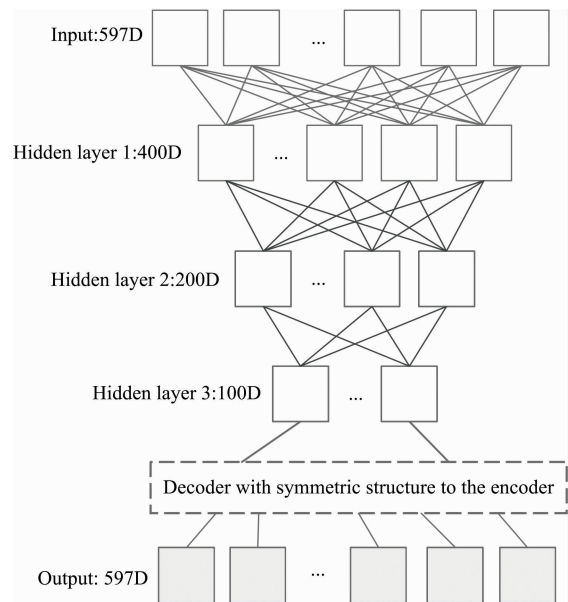 Input:597D
...
Hidden layer 1:400D
...
Hidden layer 2:200D
...
Hidden layer 3:100D
...
Decoder with symmetric structure to the encoder
Output: 597D
...